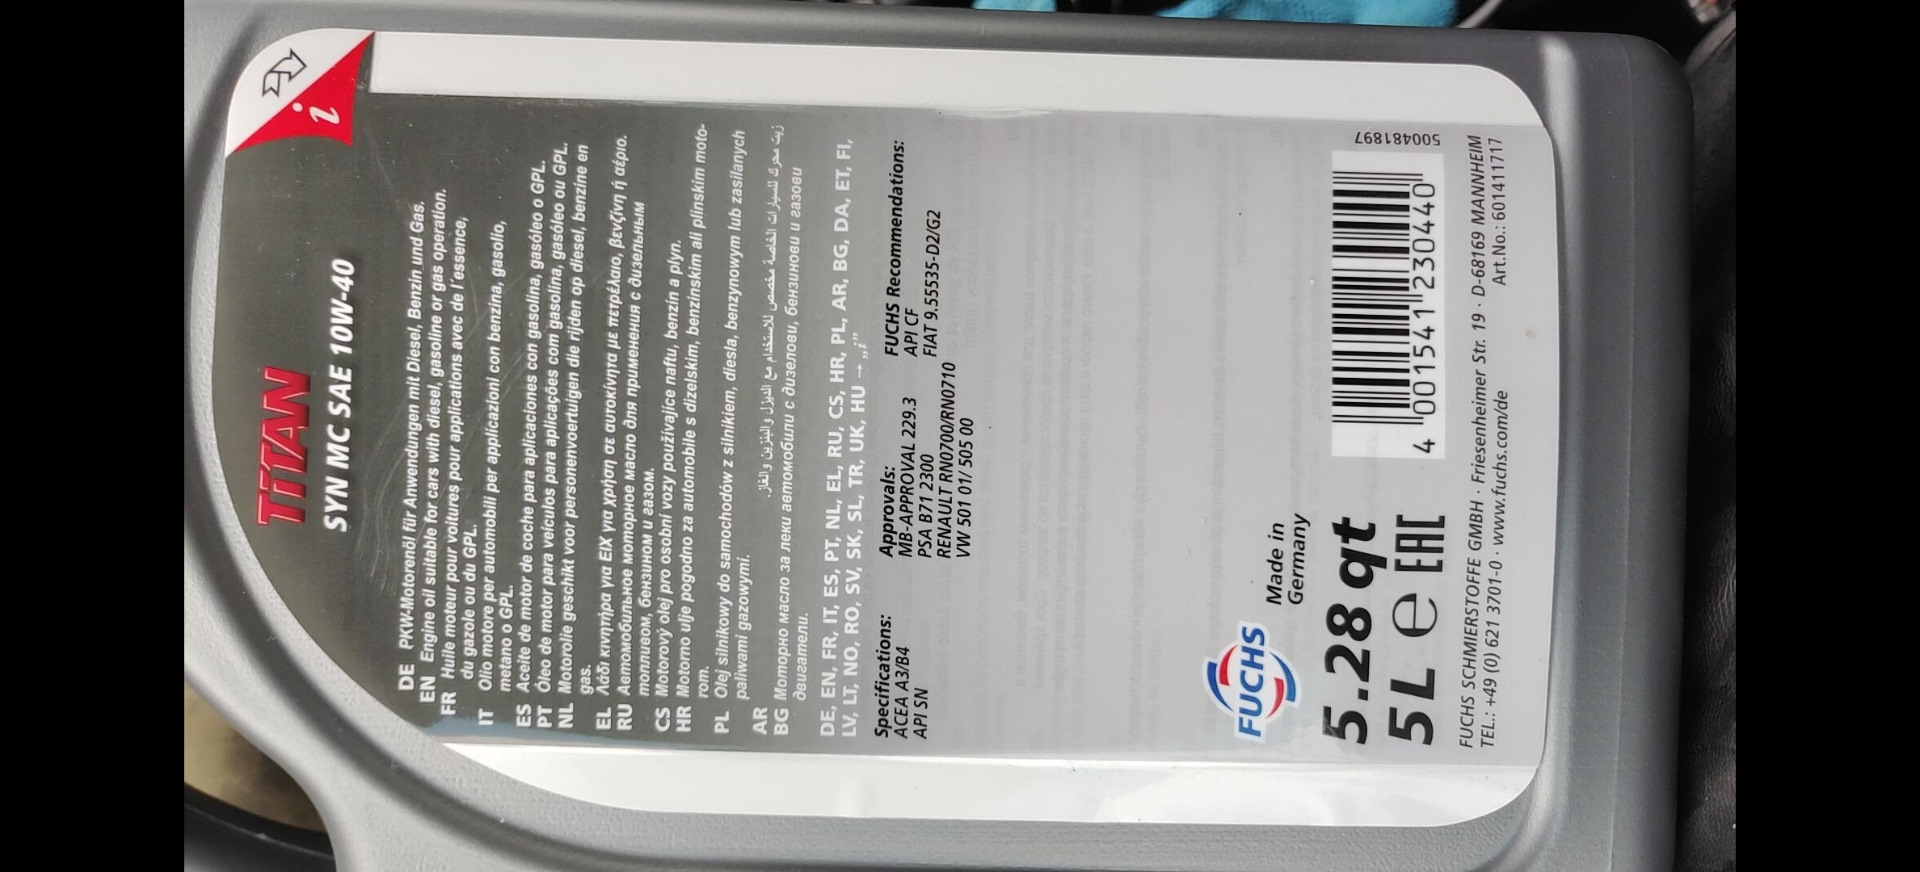 i
TITAN
SYN MC SAE 10W-40
DE PKW-Motorenöl für Anwendungen mit Diesel, Benzin und Gas.
EN Engine oil suitable for cars with diesel, gasoline or gas operation.
FR Huile moteur pour voitures pour applications avec de l'essence,
du gazole ou du GPL.
IT Olio motore per automobili per applicazioni con benzina, gasolio,
metano o GPL.
ES Aceite de motor de coche para aplicaciones con gasolina, gasóleo o GPL.
PT Óleo de motor para veículos para aplicações com gasolina, gasóleo ou GPL.
NL Motorolie geschikt voor personenvoertuigen die rijden op diesel, benzine en
gas.
EL Λάδι κινητήρα για ΕΙΧ για χρήση σε αυτοκίνητα με πετρέλαιο, βενζίνη ή αέριο.
RU Автомобильное моторное масло для применения с дизельным
топливом, бензином и газом.
CS Motorový olej pro osobní vozy používajíce naftu, benzín a plyn.
HR Motorno ulje pogodno za automobile s dizelskim, benzinskim ali plinskim moto-
rom.
PL Olej silnikowy do samochodów z silnikiem, diesla, benzynowym lub zasilanych
paliwami gazowymi.
AR زيت محرك للسيارات الخاصة مخصص للاستخدام مع الديزل والبنزين والغاز.
BG Моторно масло за леки автомобили с дизелови, бензинови и газови
двигатели.
DE, EN, FR, IT, ES, PT, NL, EL, RU, CS, HR, PL, AR, BG, DA, ET, FI,
LV, LT, NO, RO, SV, SK, SL, TR, UK, HU → „i”
Specifications:
ACEA A3/B4
API SN
Approvals:
MB-APPROVAL 229.3
PSA B71 2300
RENAULT RN0700/RN0710
VW 501 01/ 505 00
FUCHS Recommendations:
API CF
FIAT 9.55535-D2/G2
FUCHS
Made in
Germany
5.28 qt
5L e EAC
500481897
4 001541 230440
FUCHS SCHMIERSTOFFE GMBH · Friesenheimer Str. 19 · D-68169 MANNHEIM
TEL.: +49 (0) 621 3701-0 · www.fuchs.com/de
Art.No.: 601411717